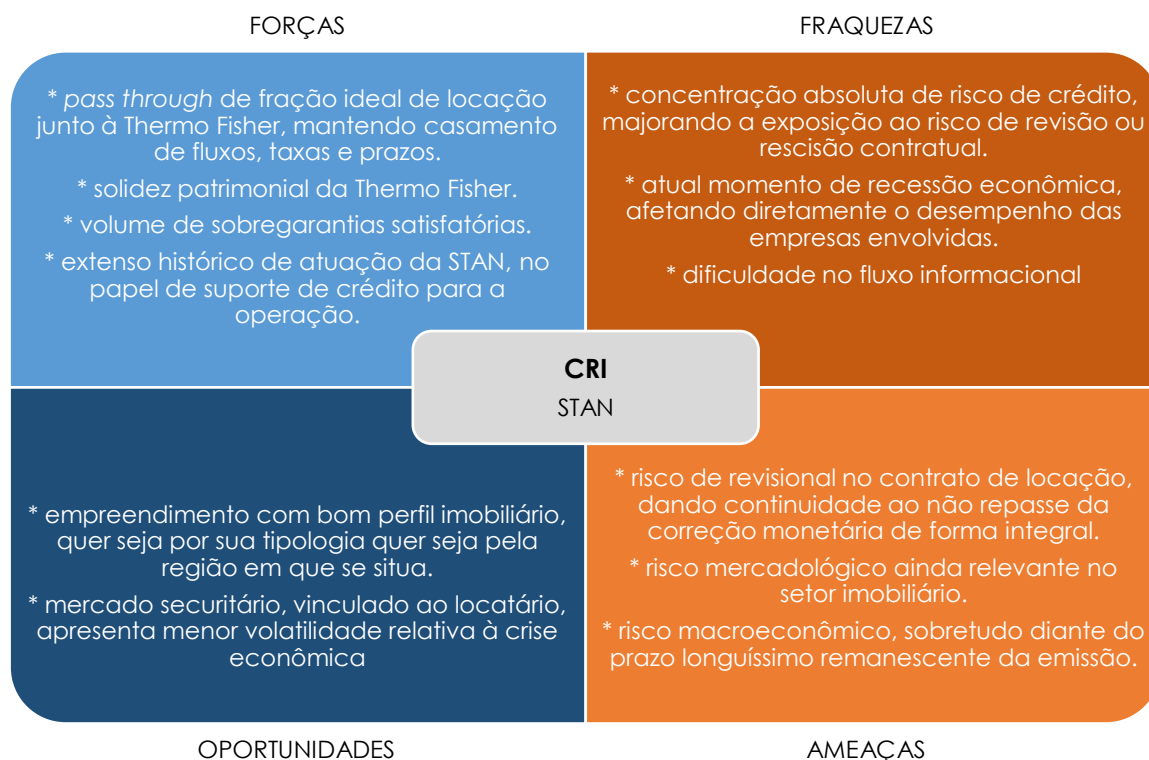 FORÇAS
FRAQUEZAS
* pass through de fração ideal de locação
junto à Thermo Fisher, mantendo casamento
de fluxos, taxas e prazos.
* solidez patrimonial da Thermo Fisher.
* volume de sobregarantias satisfatórias.
* extenso histórico de atuação da STAN, no
papel de suporte de crédito para a
operação.
* concentração absoluta de risco de crédito,
majorando a exposição ao risco de revisão ou
rescisão contratual.
* atual momento de recessão econômica,
afetando diretamente o desempenho das
empresas envolvidas.
* dificuldade no fluxo informacional
CRI
STAN
* empreendimento com bom perfil imobiliário,
quer seja por sua tipologia quer seja pela
região em que se situa.
* mercado securitário, vinculado ao locatário,
apresenta menor volatilidade relativa à crise
econômica
* risco de revisional no contrato de locação,
dando continuidade ao não repasse da
correção monetária de forma integral.
* risco mercadológico ainda relevante no
setor imobiliário.
* risco macroeconômico, sobretudo diante do
prazo longuíssimo remanescente da emissão.
OPORTUNIDADES
AMEAÇAS